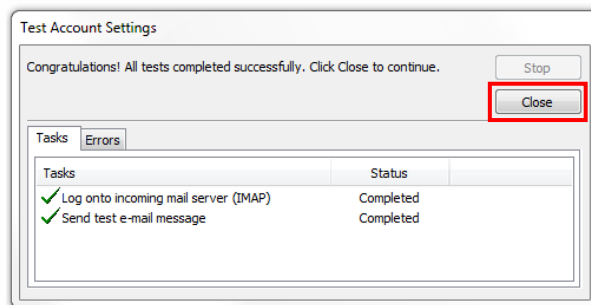 Test Account Settings
Congratulations! All tests completed successfully. Click Close to continue.
Stop
Close
Tasks Errors
Tasks Status
Log onto incoming mail server (IMAP) Completed
Send test e-mail message Completed